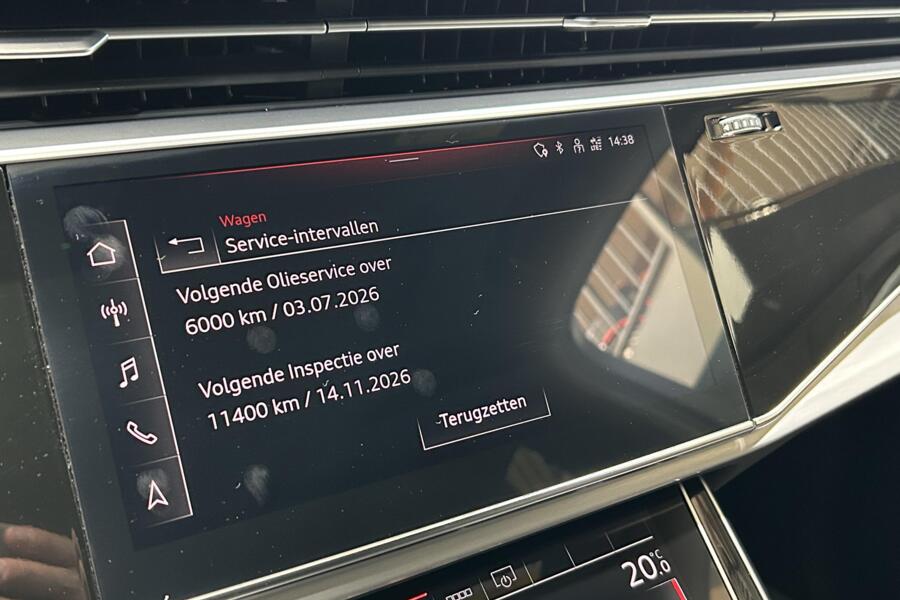 14:38
Wagen
Service-intervallen
Volgende Olieservice over
6000 km / 03.07.2026
Volgende Inspectie over
11400 km / 14.11.2026
Terugzetten
20.0 °C